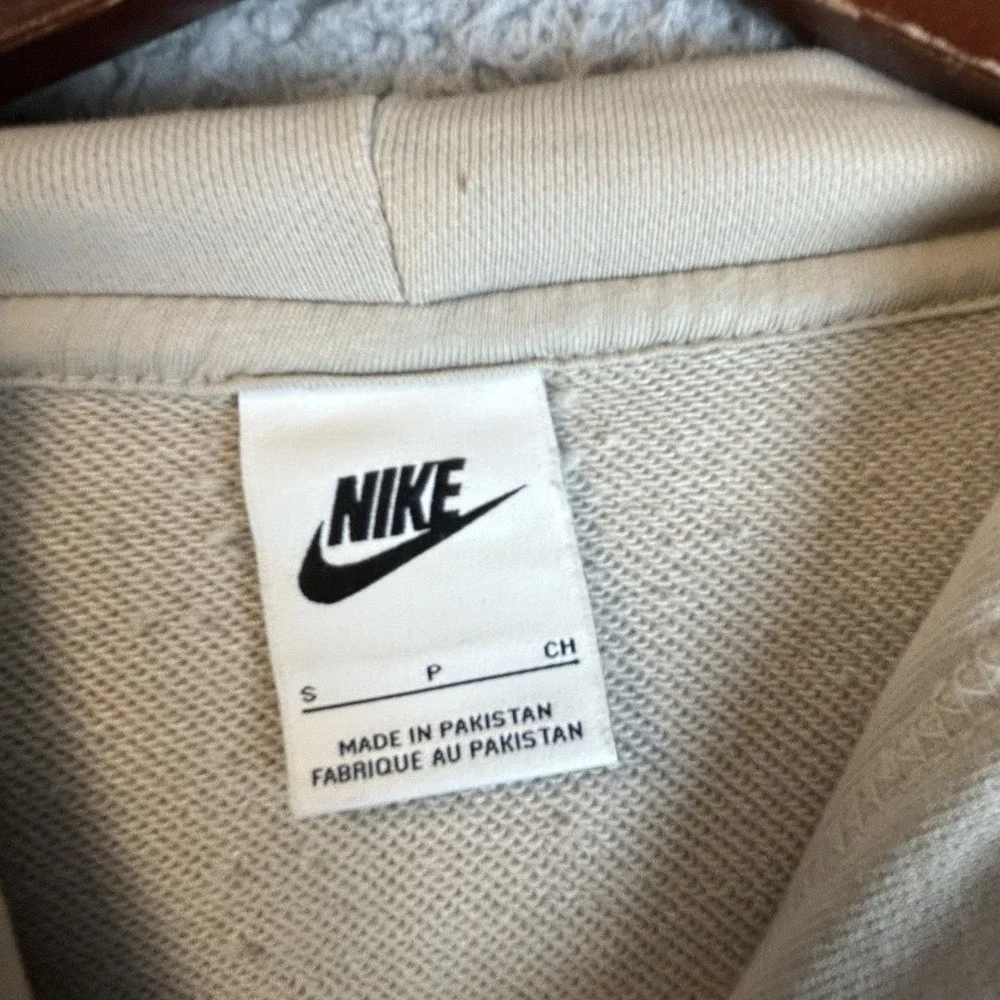 NIKE
S P CH
MADE IN PAKISTAN
FABRIQUE AU PAKISTAN